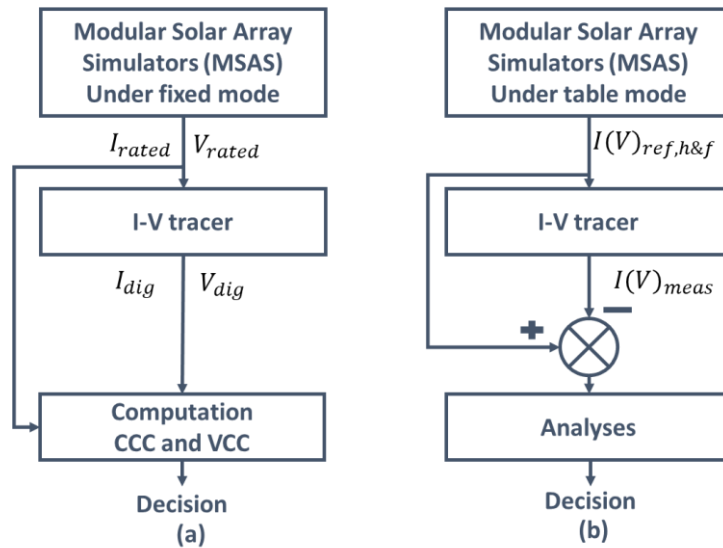 Modular Solar Array
Simulators (MSAS)
Under fixed mode
I_rated V_rated
I-V tracer
I_dig V_dig
Computation
CCC and VCC
Decision
(a)
Modular Solar Array
Simulators (MSAS)
Under table mode
I(V)_ref,h&f
I-V tracer
I(V)_meas
+ −
Analyses
Decision
(b)